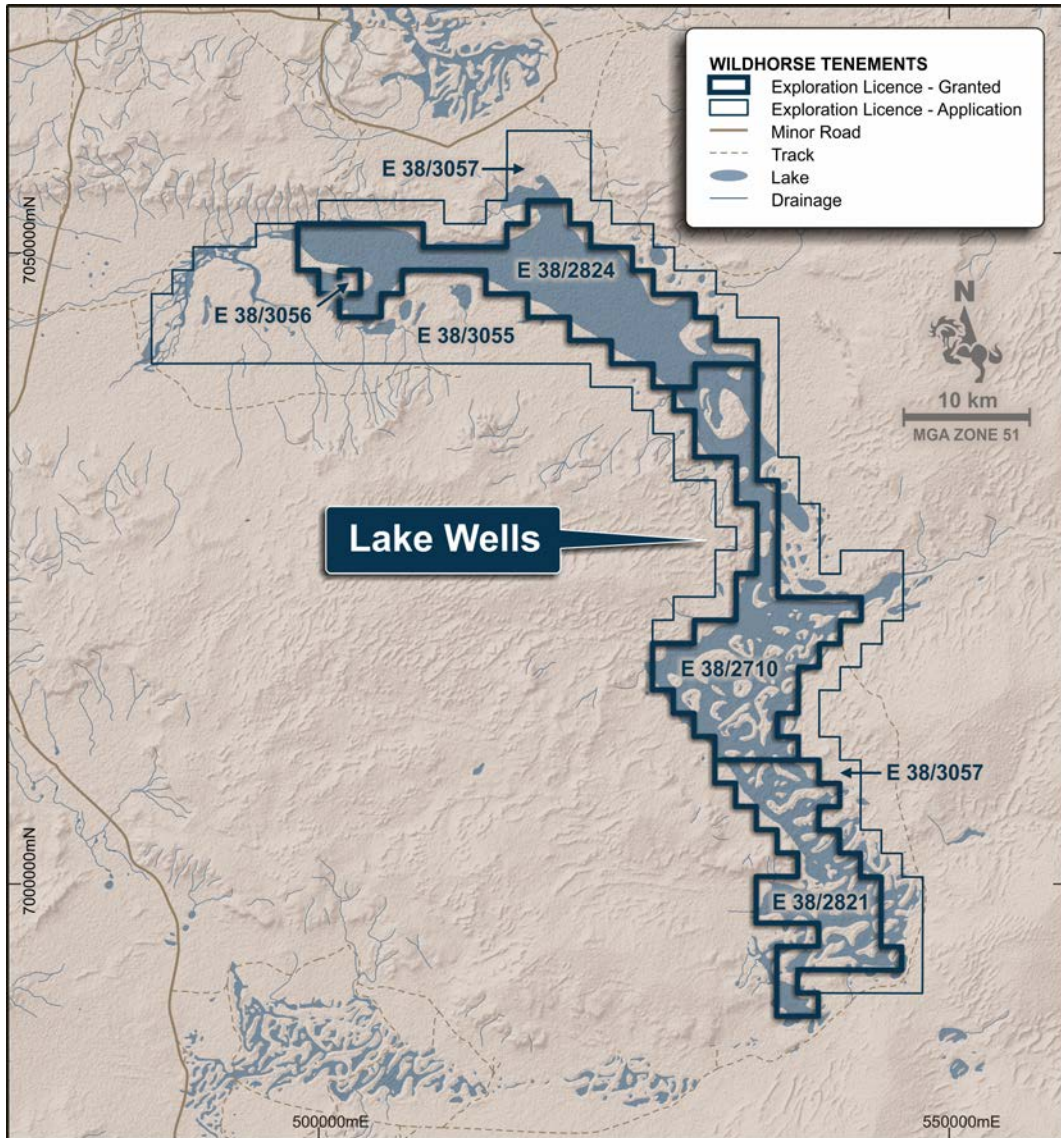 WILDHORSE TENEMENTS
Exploration Licence - Granted
Exploration Licence - Application
Minor Road
Track
Lake
Drainage
E 38/3057
7050000mN
E 38/2824
E 38/3056
E 38/3055
N
10 km
MGA ZONE 51
Lake Wells
E 38/2710
E 38/3057
7000000mN
E 38/2821
500000mE
550000mE